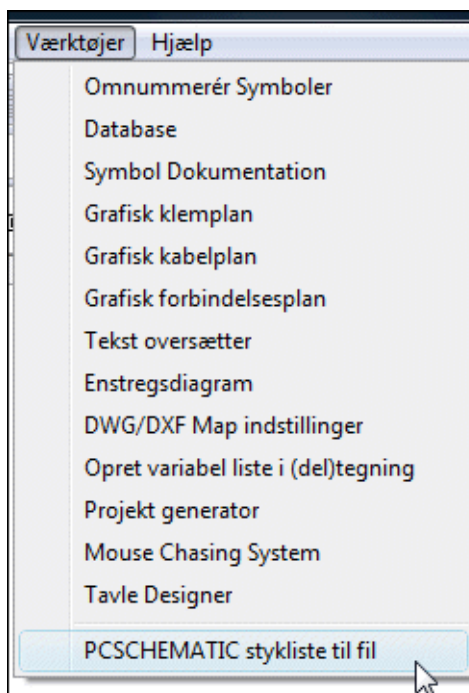 Værktøjer Hjælp
Omnummerér Symboler
Database
Symbol Dokumentation
Grafisk klemplan
Grafisk kabelplan
Grafisk forbindelsesplan
Tekst oversætter
Enstregsdiagram
DWG/DXF Map indstillinger
Opret variabel liste i (del)tegning
Projekt generator
Mouse Chasing System
Tavle Designer
PCSCHEMATIC stykliste til fil